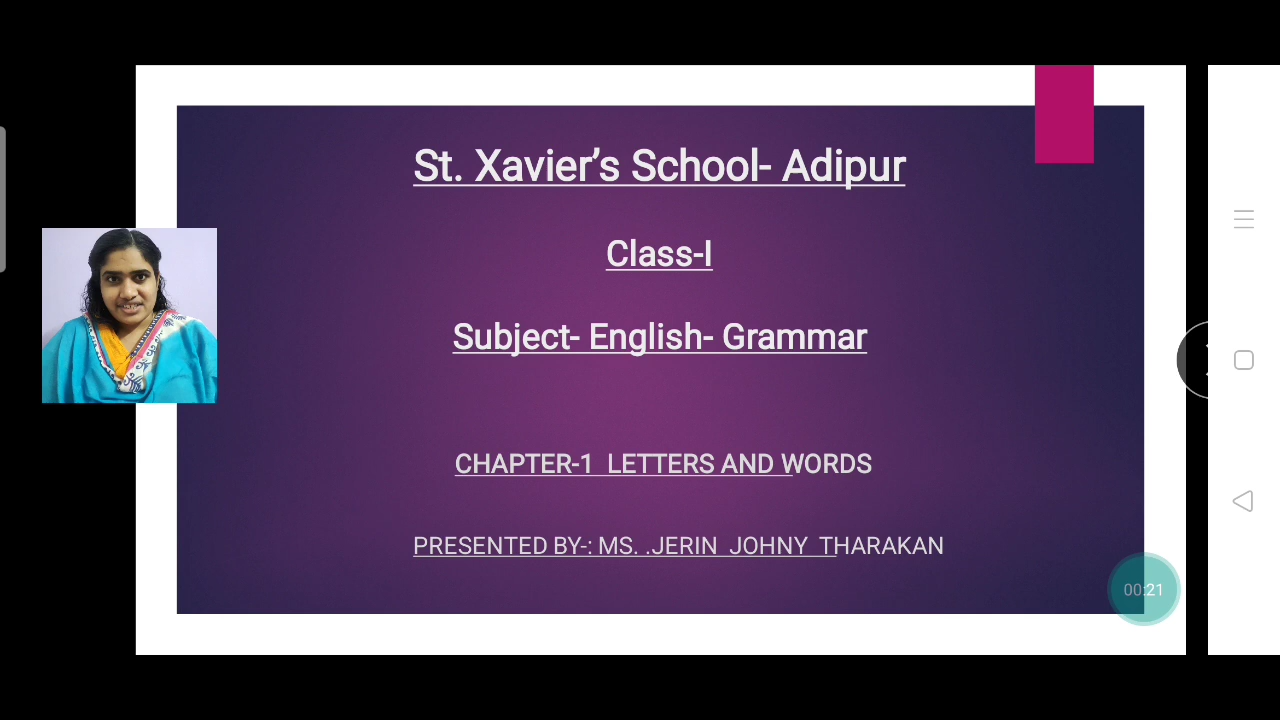 St. Xavier’s School- Adipur
Class-I
Subject- English- Grammar
CHAPTER-1 LETTERS AND WORDS
PRESENTED BY-: MS. .JERIN JOHNY THARAKAN
00:21